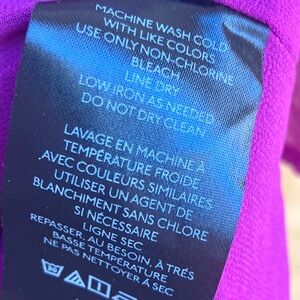 MACHINE WASH COLD
WITH LIKE COLORS
USE ONLY NON-CHLORINE
BLEACH
LINE DRY
LOW IRON AS NEEDED
DO NOT DRY CLEAN
LAVAGE EN MACHINE À
TEMPÉRATURE FROIDE
AVEC COULEURS SIMILAIRES
UTILISER UN AGENT DE
BLANCHIMENT SANS CHLORE
SI NÉCESSAIRE
LIGNE SEC
REPASSER, AU BESOIN, À TRÉS
BASSE TEMPÉRATURE
NE PAS NETTOYER À SEC
30